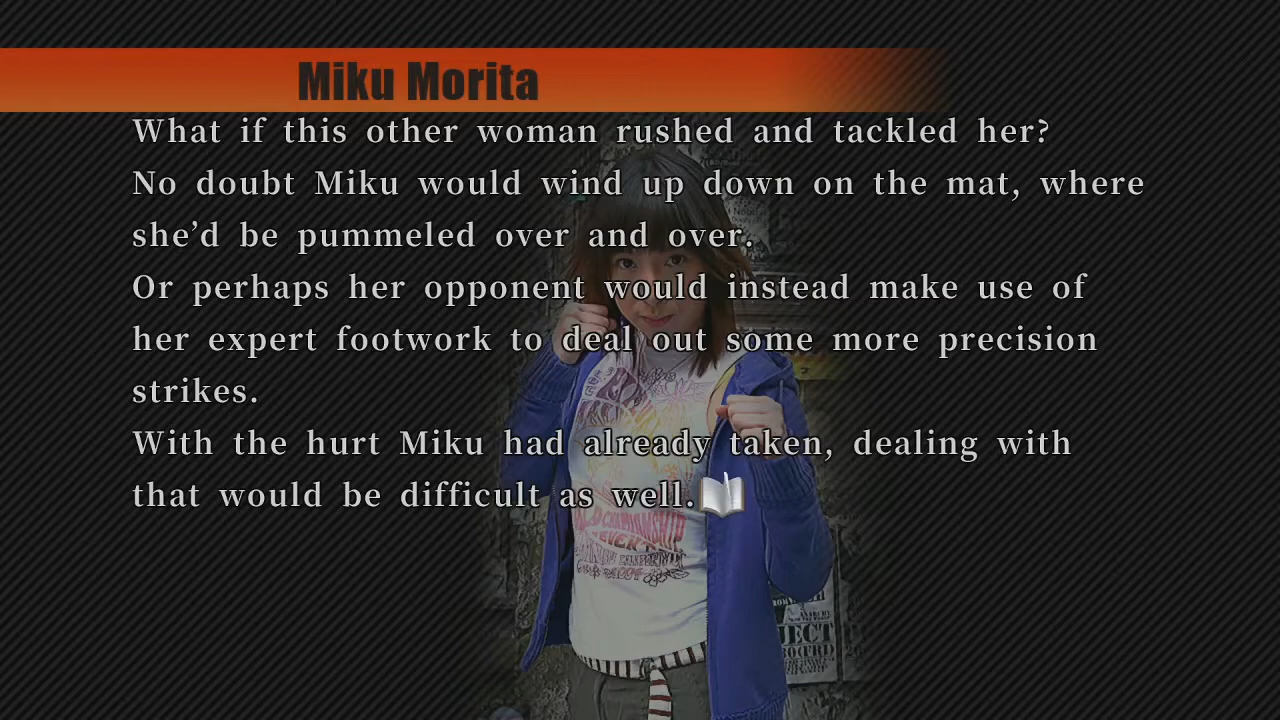 Miku Morita
What if this other woman rushed and tackled her?
No doubt Miku would wind up down on the mat, where
she’d be pummeled over and over.
Or perhaps her opponent would instead make use of
her expert footwork to deal out some more precision
strikes.
With the hurt Miku had already taken, dealing with
that would be difficult as well.